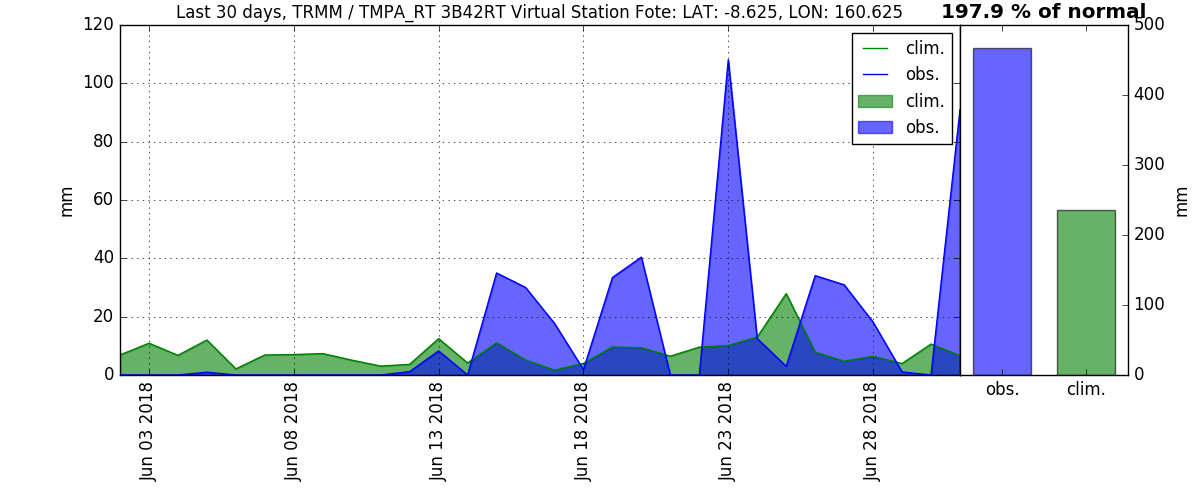 Last 30 days, TRMM / TMPA_RT 3B42RT Virtual Station Fote: LAT: -8.625, LON: 160.625
197.9 % of normal
120
100
80
60
40
20
0
mm
clim.
obs.
clim.
obs.
500
400
300
200
100
0
mm
Jun 03 2018
Jun 08 2018
Jun 13 2018
Jun 18 2018
Jun 23 2018
Jun 28 2018
obs.
clim.